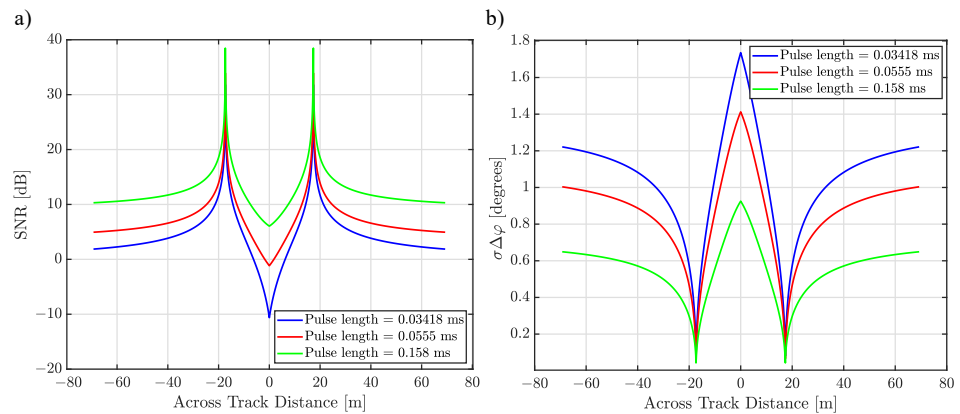 a)
40
30
20
10
0
−10
−20
SNR [dB]
−80 −60 −40 −20 0 20 40 60 80
Across Track Distance [m]
Pulse length = 0.03418 ms
Pulse length = 0.0555 ms
Pulse length = 0.158 ms
b)
1.8
1.6
1.4
1.2
1
0.8
0.6
0.4
0.2
σΔφ [degrees]
−80 −60 −40 −20 0 20 40 60 80
Across Track Distance [m]
Pulse length = 0.03418 ms
Pulse length = 0.0555 ms
Pulse length = 0.158 ms